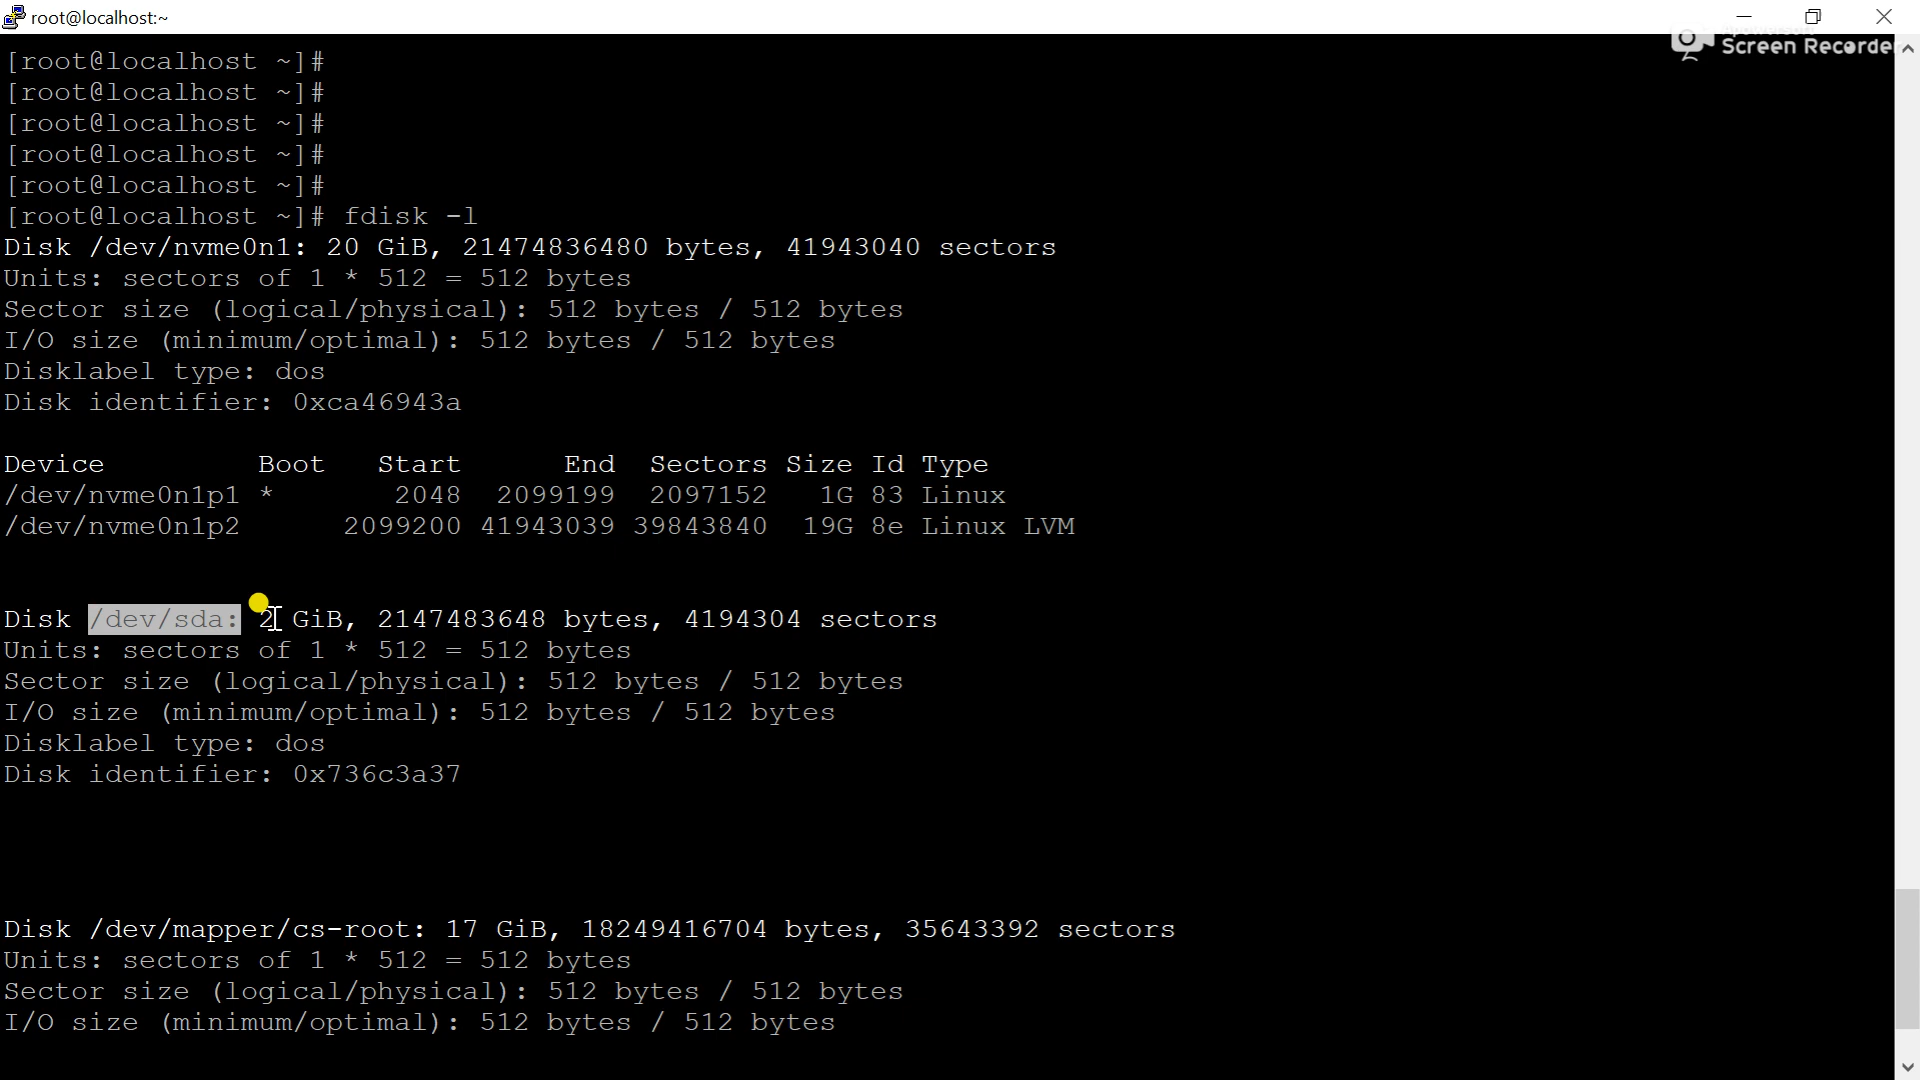 root@localhost:~
Screen Recorder
[root@localhost ~]#
[root@localhost ~]#
[root@localhost ~]#
[root@localhost ~]#
[root@localhost ~]#
[root@localhost ~]# fdisk -l
Disk /dev/nvme0n1: 20 GiB, 21474836480 bytes, 41943040 sectors
Units: sectors of 1 * 512 = 512 bytes
Sector size (logical/physical): 512 bytes / 512 bytes
I/O size (minimum/optimal): 512 bytes / 512 bytes
Disklabel type: dos
Disk identifier: 0xca46943a
Device         Boot   Start      End  Sectors Size Id Type
/dev/nvme0n1p1 *       2048  2099199  2097152   1G 83 Linux
/dev/nvme0n1p2      2099200 41943039 39843840  19G 8e Linux LVM
Disk /dev/sda: 2 GiB, 2147483648 bytes, 4194304 sectors
Units: sectors of 1 * 512 = 512 bytes
Sector size (logical/physical): 512 bytes / 512 bytes
I/O size (minimum/optimal): 512 bytes / 512 bytes
Disklabel type: dos
Disk identifier: 0x736c3a37
Disk /dev/mapper/cs-root: 17 GiB, 18249416704 bytes, 35643392 sectors
Units: sectors of 1 * 512 = 512 bytes
Sector size (logical/physical): 512 bytes / 512 bytes
I/O size (minimum/optimal): 512 bytes / 512 bytes